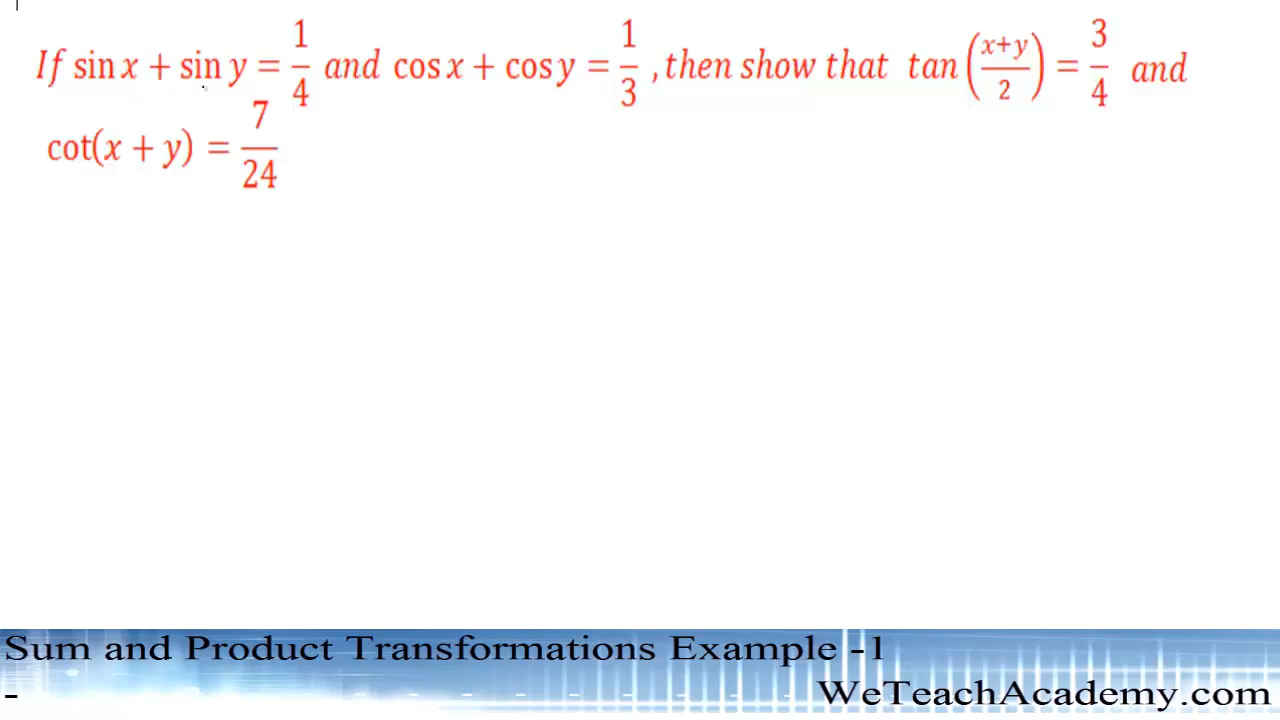 If sin x + sin y = 1/4 and cos x + cos y = 1/3 , then show that tan((x+y)/2) = 3/4 and
cot(x + y) = 7/24
Sum and Product Transformations Example -1
- WeTeachAcademy.com